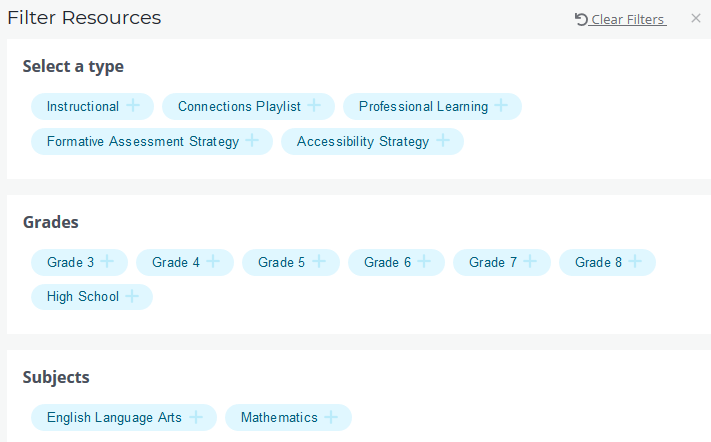 Filter Resources Clear Filters ×
Select a type
Instructional + Connections Playlist + Professional Learning +
Formative Assessment Strategy + Accessibility Strategy +
Grades
Grade 3 + Grade 4 + Grade 5 + Grade 6 + Grade 7 + Grade 8 +
High School +
Subjects
English Language Arts + Mathematics +